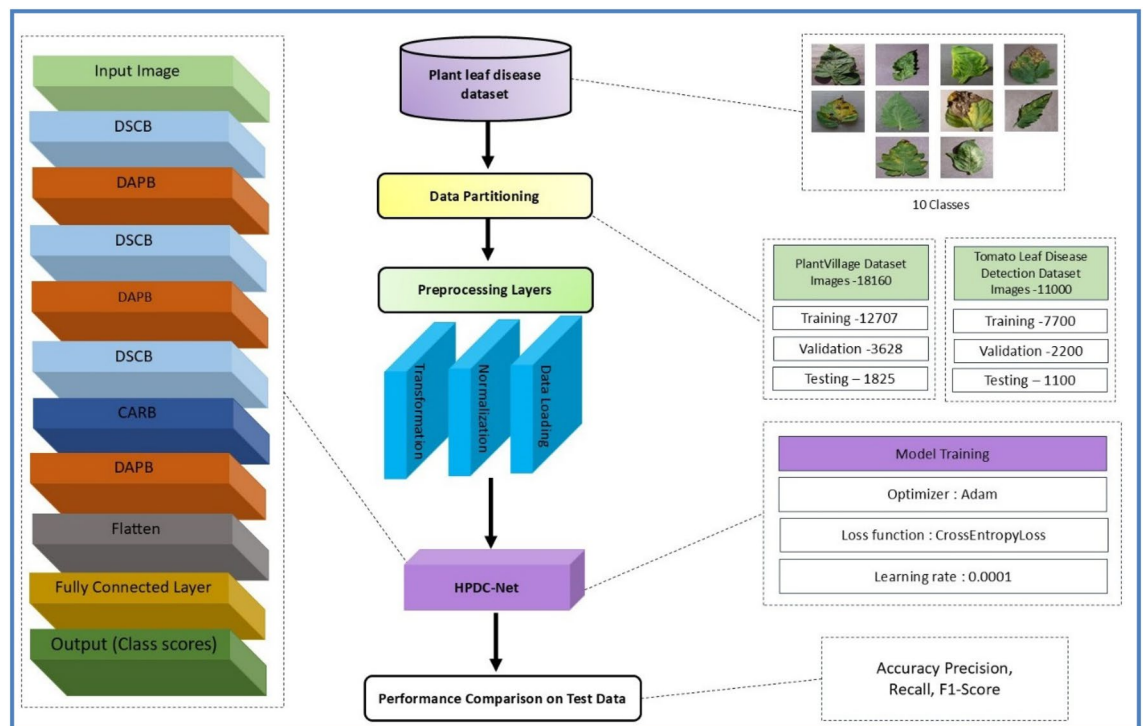 Input Image
DSCB
DAPB
DSCB
DAPB
DSCB
CARB
DAPB
Flatten
Fully Connected Layer
Output (Class scores)
Plant leaf disease
dataset
Data Partitioning
Preprocessing Layers
Transformation
Normalization
Data Loading
HPDC-Net
Performance Comparison on Test Data
10 Classes
PlantVillage Dataset
Images -18160
Training -12707
Validation -3628
Testing – 1825
Tomato Leaf Disease
Detection Dataset
Images -11000
Training -7700
Validation -2200
Testing – 1100
Model Training
Optimizer : Adam
Loss function : CrossEntropyLoss
Learning rate : 0.0001
Accuracy Precision,
Recall, F1-Score